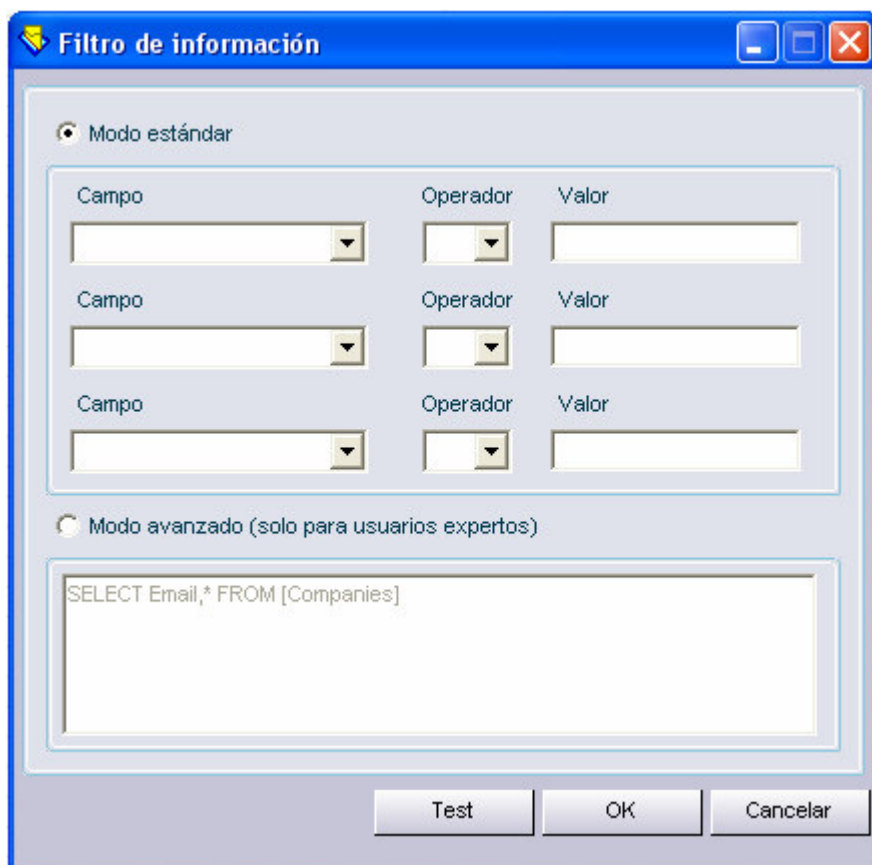 Filtro de información
Modo estándar
Campo Operador Valor
Campo Operador Valor
Campo Operador Valor
Modo avanzado (solo para usuarios expertos)
SELECT Email,* FROM [Companies]
Test OK Cancelar